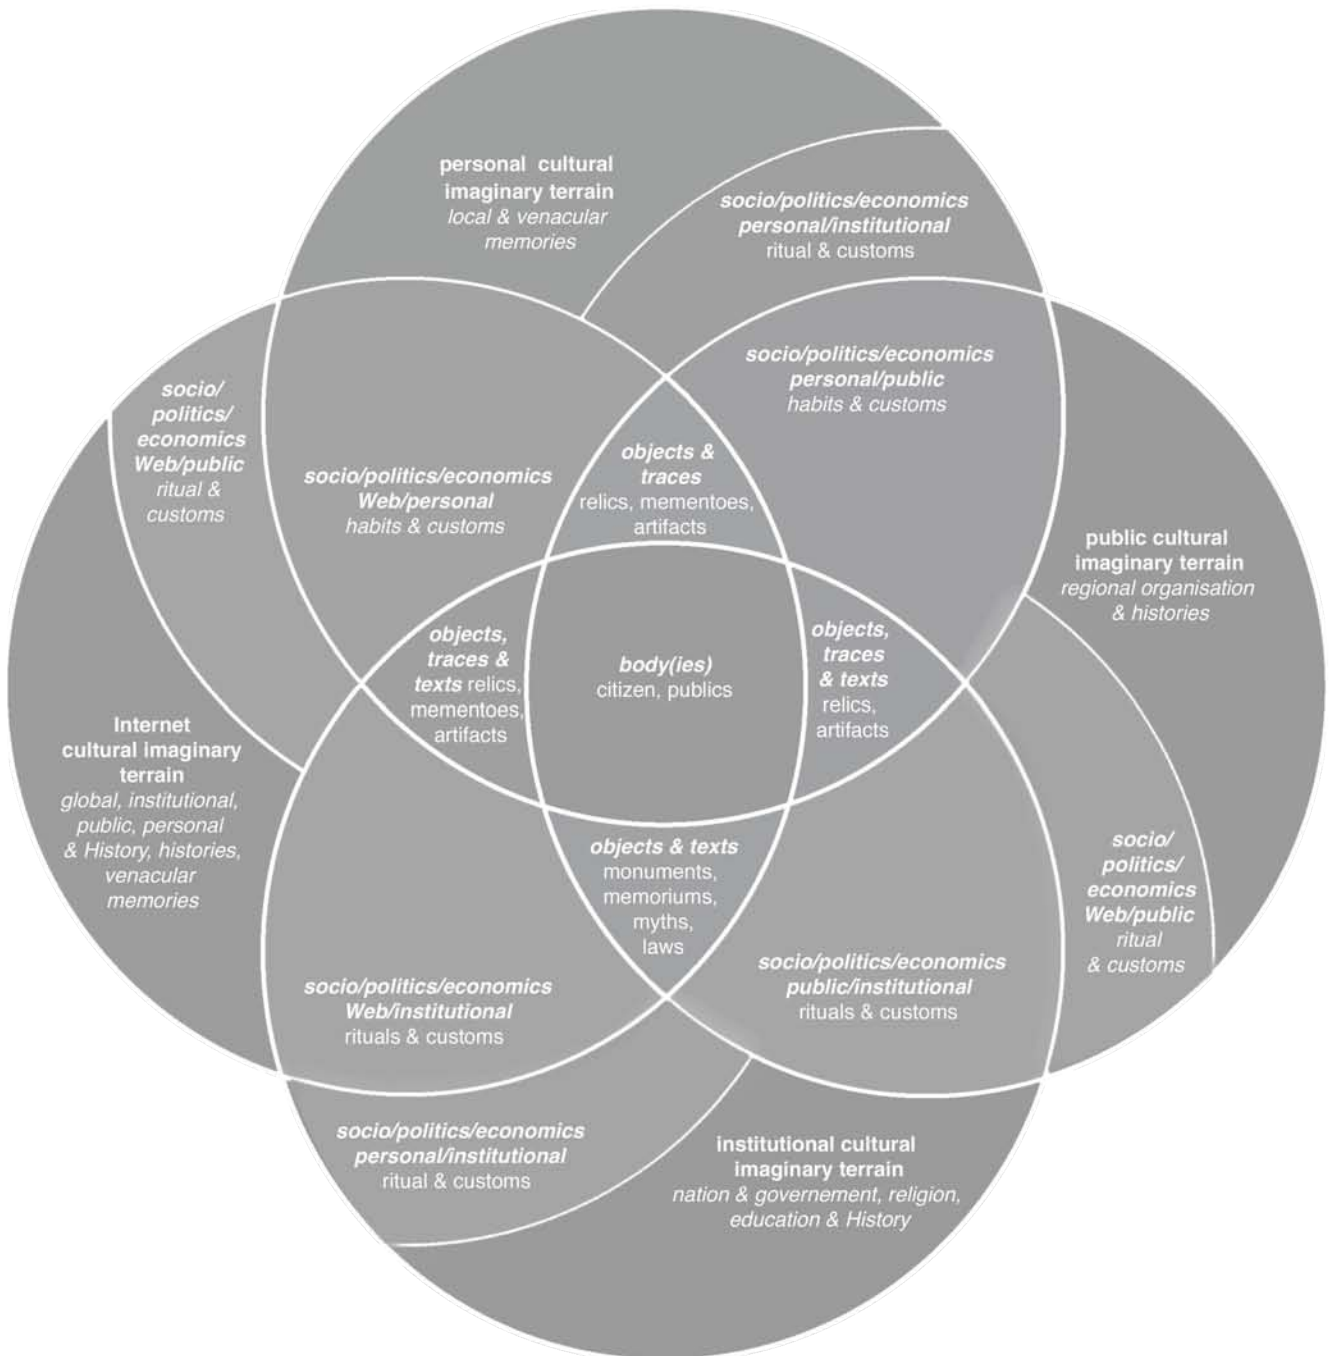 personal cultural
imaginary terrain
local & venacular
memories
socio/politics/economics
personal/institutional
ritual & customs
socio/politics/economics
personal/public
habits & customs
socio/
politics/
economics
Web/public
ritual &
customs
socio/politics/economics
Web/personal
habits & customs
objects &
traces
relics, mementoes,
artifacts
public cultural
imaginary terrain
regional organisation
& histories
objects,
traces &
texts relics,
mementoes,
artifacts
body(ies)
citizen, publics
objects,
traces
& texts
relics,
artifacts
Internet
cultural imaginary
terrain
global, institutional,
public, personal
& History, histories,
venacular
memories
objects & texts
monuments,
memoriums,
myths,
laws
socio/
politics/
economics
Web/public
ritual
& customs
socio/politics/economics
Web/institutional
rituals & customs
socio/politics/economics
public/institutional
rituals & customs
socio/politics/economics
personal/institutional
ritual & customs
institutional cultural
imaginary terrain
nation & governement, religion,
education & History